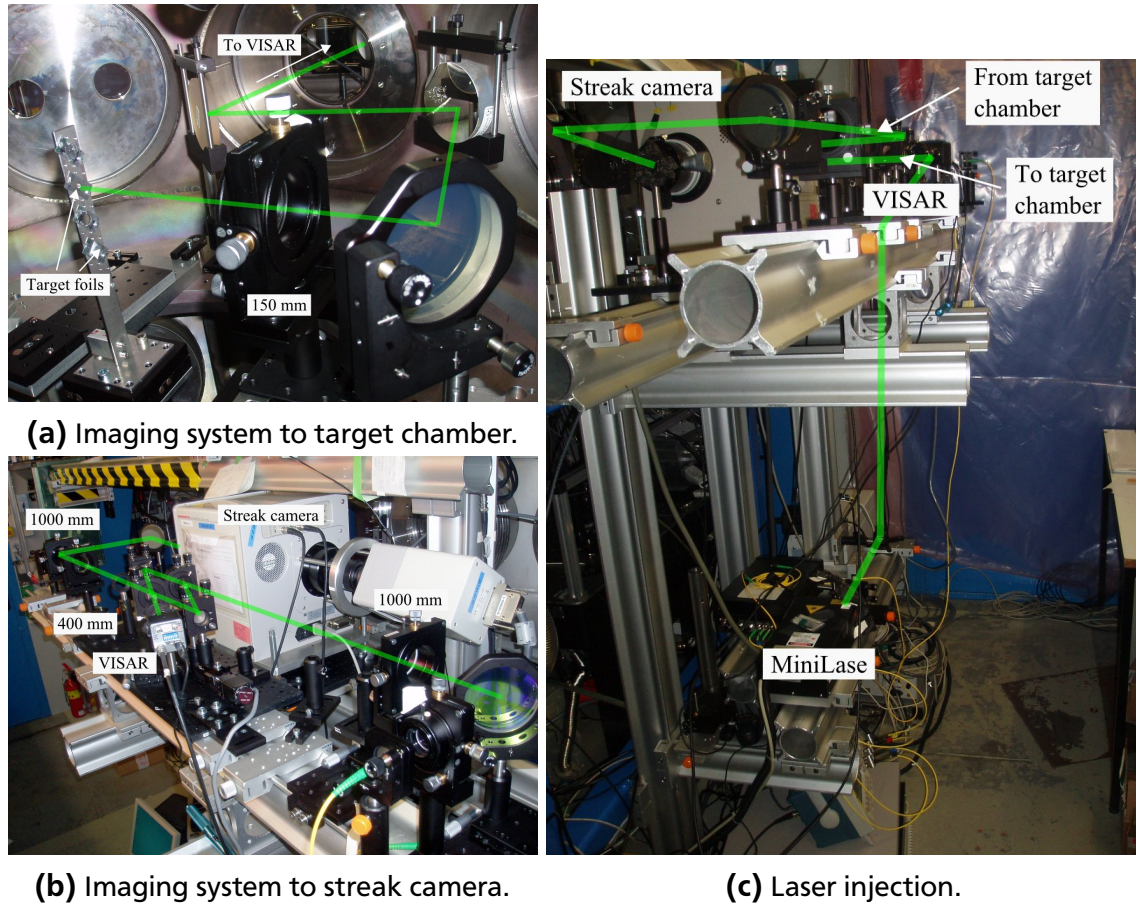 To VISAR
Target foils
150 mm
(a) Imaging system to target chamber.
1000 mm
Streak camera
1000 mm
400 mm
VISAR
(b) Imaging system to streak camera.
Streak camera
From target
chamber
To target
chamber
VISAR
MiniLase
(c) Laser injection.